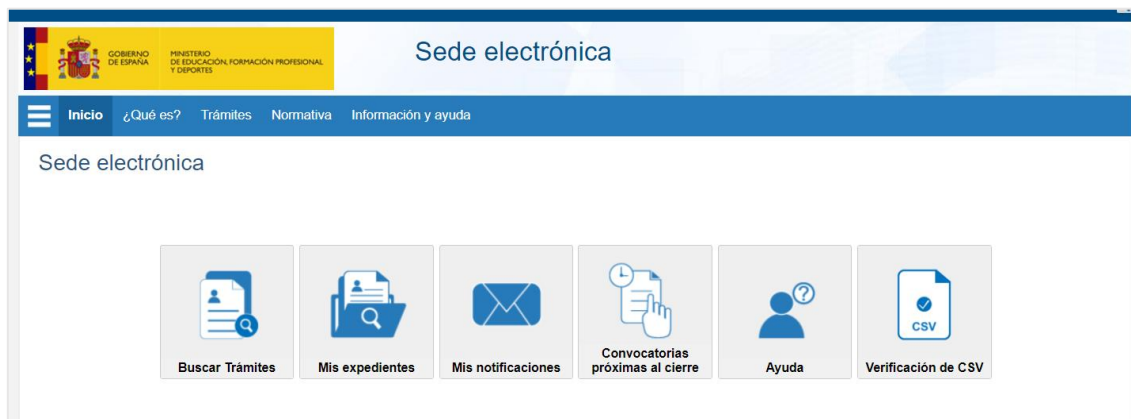 GOBIERNO
DE ESPAÑA
MINISTERIO
DE EDUCACIÓN, FORMACIÓN PROFESIONAL
Y DEPORTES
Sede electrónica
Inicio ¿Qué es? Trámites Normativa Información y ayuda
Sede electrónica
CSV
Buscar Trámites
Mis expedientes
Mis notificaciones
Convocatorias
próximas al cierre
Ayuda
Verificación de CSV